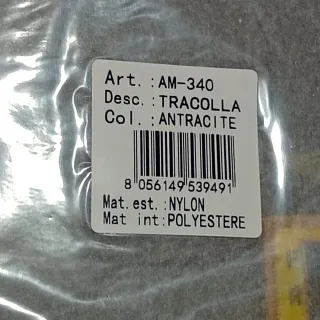 Art. :AM-340
Desc.:TRACOLLA
Col. :ANTRACITE
8 056149 539491
Mat.est.:NYLON
Mat int:POLYESTERE